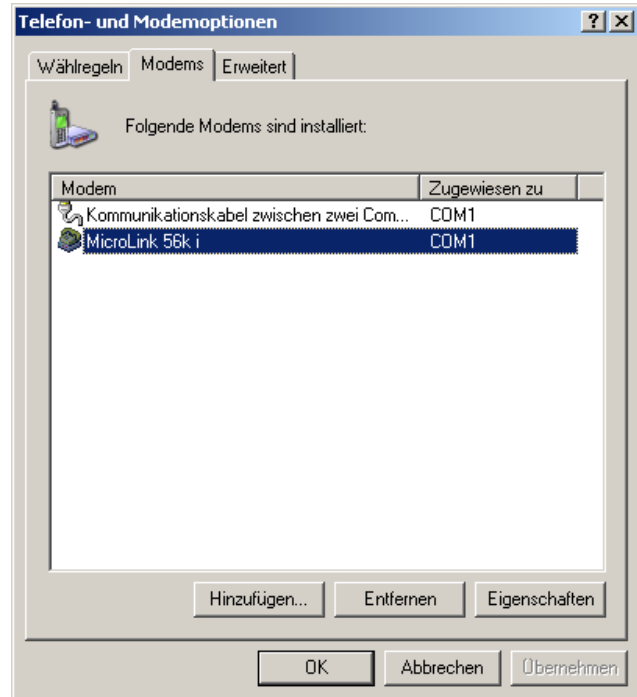 Telefon- und Modemoptionen
Wählregeln Modems Erweitert
Folgende Modems sind installiert:
Modem Zugewiesen zu
Kommunikationskabel zwischen zwei Com... COM1
MicroLink 56k i COM1
Hinzufügen... Entfernen Eigenschaften
OK Abbrechen Übernehmen